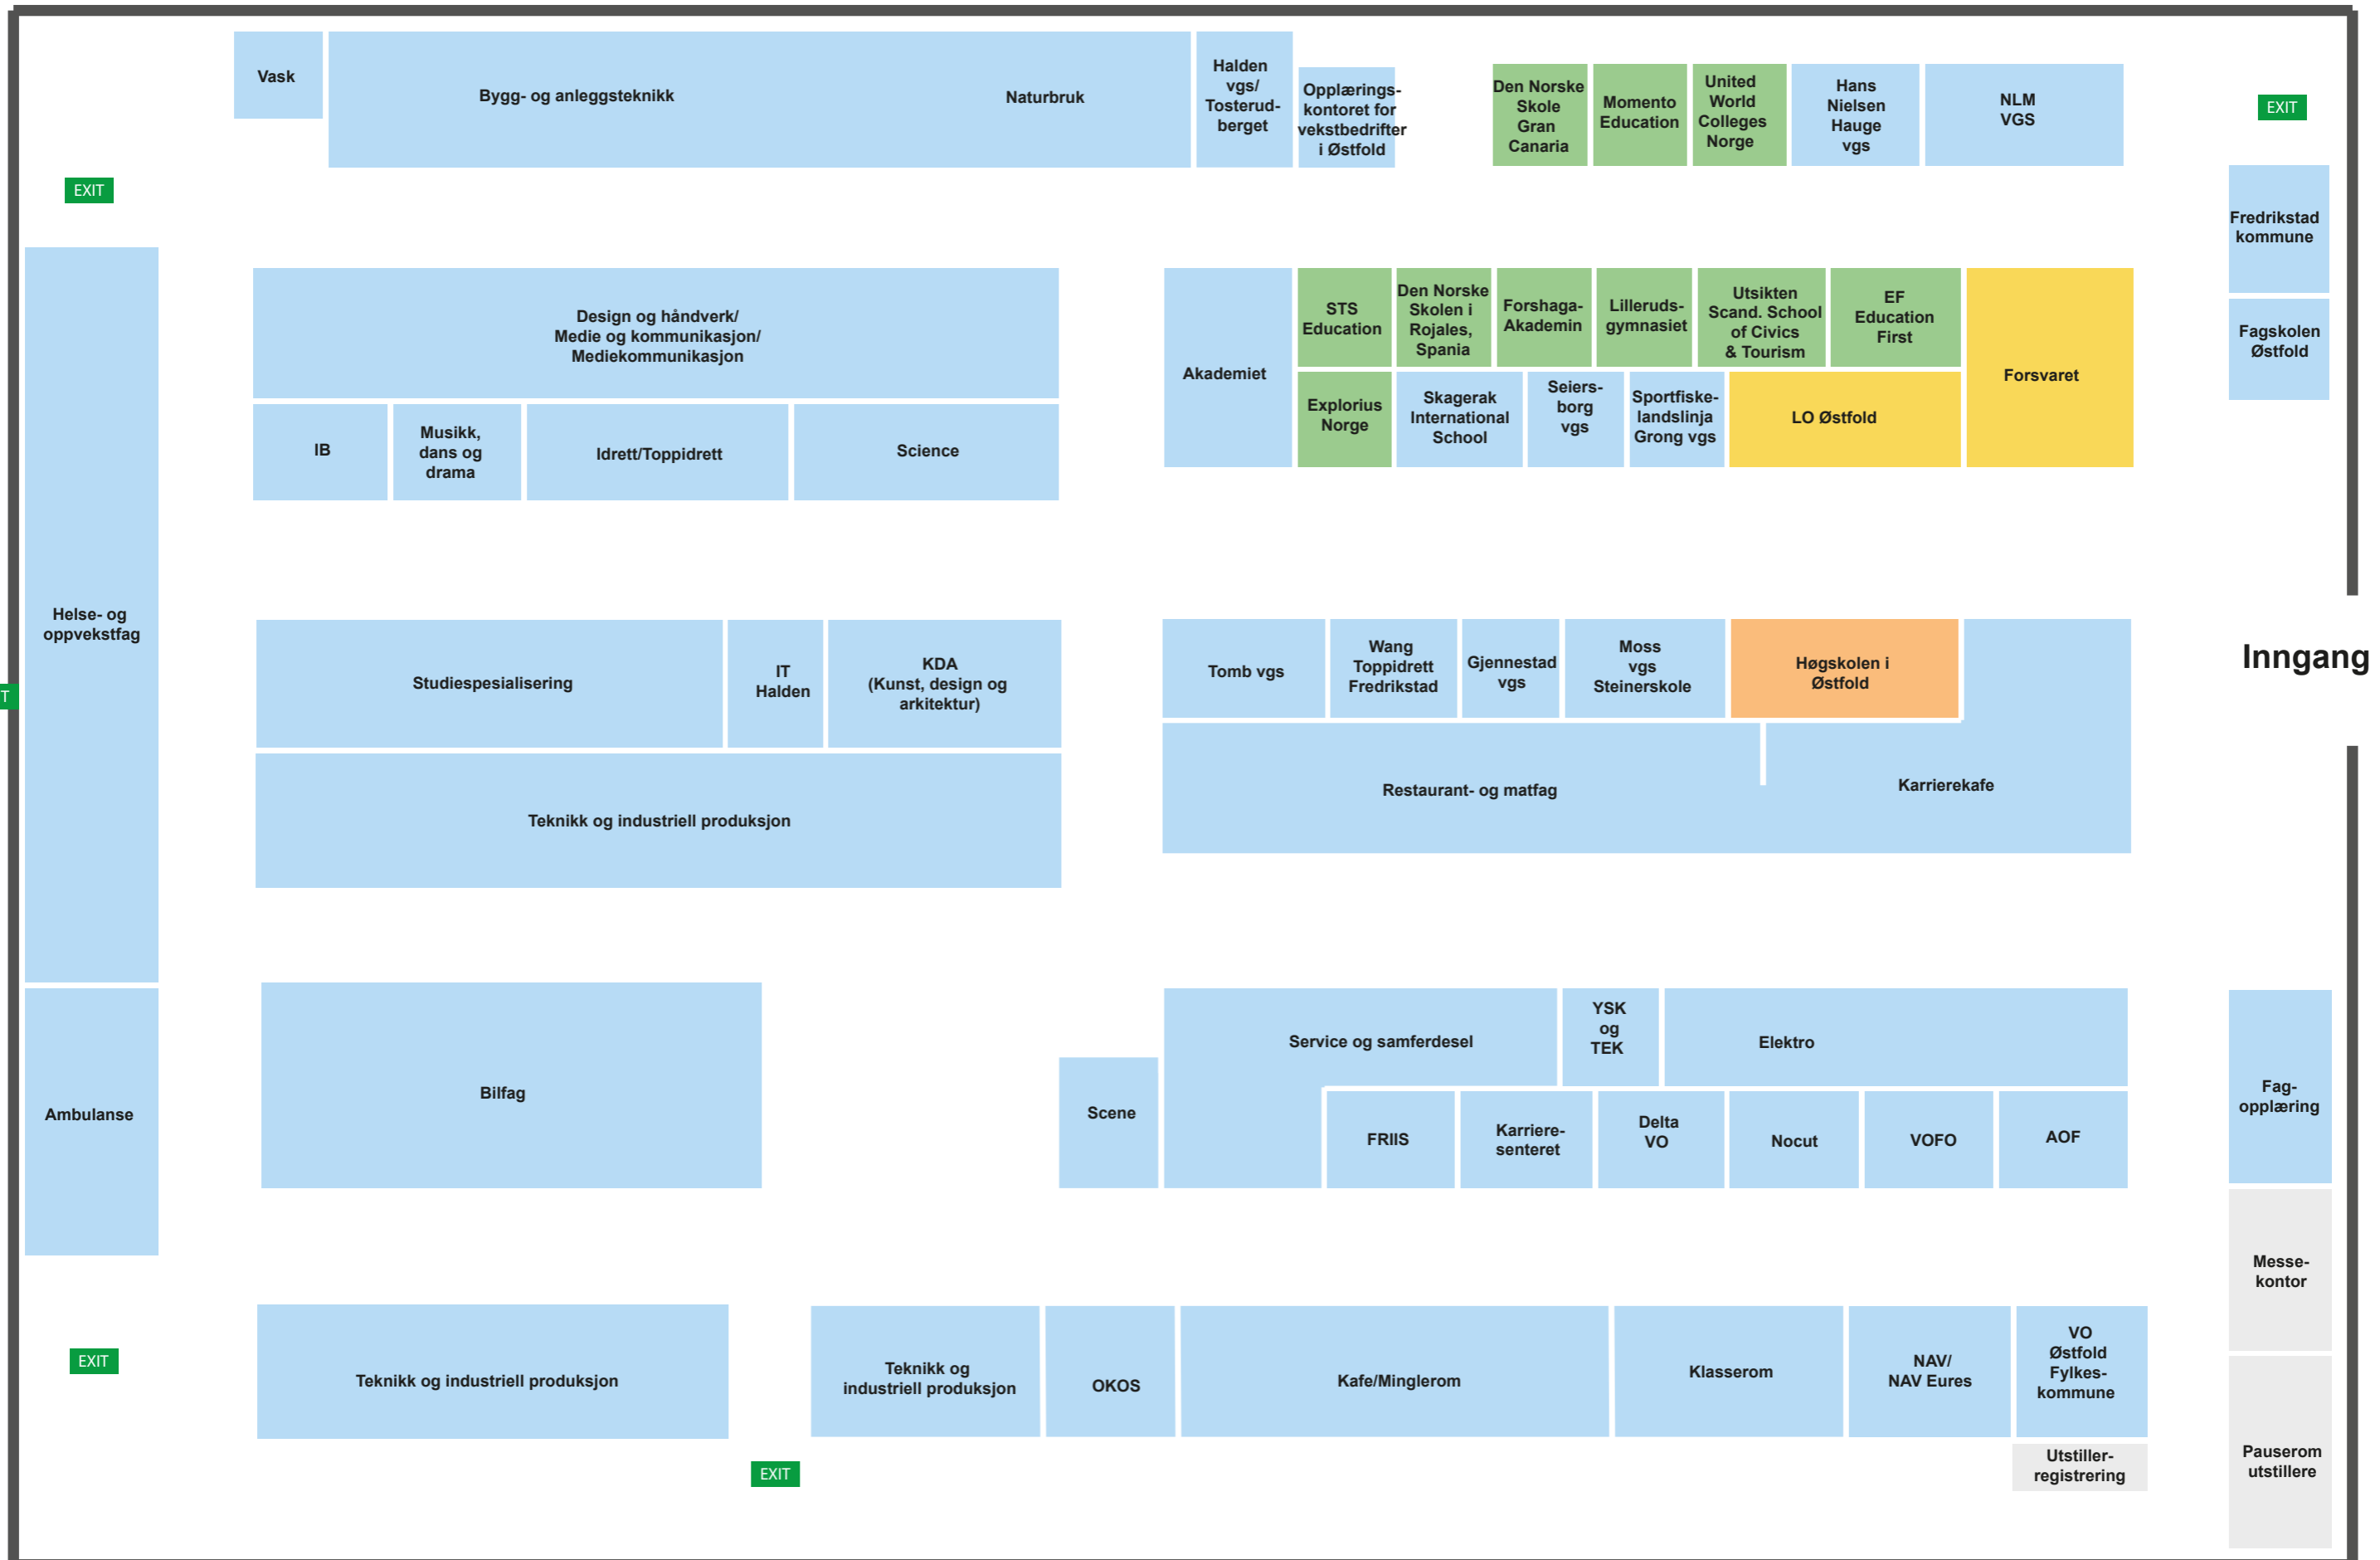 Vask
Bygg- og anleggsteknikk
Naturbruk
Halden
vgs/
Tosterud-
berget
Opplærings-
kontoret for
vekstbedrifter
i Østfold
Den Norske
Skole
Gran
Canaria
Momento
Education
United
World
Colleges
Norge
Hans
Nielsen
Hauge
vgs
NLM
VGS
EXIT
EXIT
Fredrikstad
kommune
Fagskolen
Østfold
Design og håndverk/
Medie og kommunikasjon/
Mediekommunikasjon
IB
Musikk,
dans og
drama
Idrett/Toppidrett
Science
Akademiet
STS
Education
Den Norske
Skolen i
Rojales,
Spania
Forshaga-
Akademin
Lilleruds-
gymnasiet
Utsikten
Scand. School
of Civics
& Tourism
EF
Education
First
Forsvaret
Explorius
Norge
Skagerak
International
School
Seiers-
borg
vgs
Sportfiske-
landslinja
Grong vgs
LO Østfold
Helse- og
oppvekstfag
T
Studiespesialisering
IT
Halden
KDA
(Kunst, design og
arkitektur)
Teknikk og industriell produksjon
Tomb vgs
Wang
Toppidrett
Fredrikstad
Gjennestad
vgs
Moss
vgs
Steinerskole
Høgskolen i
Østfold
Restaurant- og matfag
Karrierekafe
Inngang
Ambulanse
Bilfag
Scene
Service og samferdesel
YSK
og
TEK
Elektro
FRIIS
Karriere-
senteret
Delta
VO
Nocut
VOFO
AOF
Fag-
opplæring
Messe-
kontor
Pauserom
utstillere
EXIT
Teknikk og industriell produksjon
Teknikk og
industriell produksjon
OKOS
Kafe/Minglerom
Klasserom
NAV/
NAV Eures
VO
Østfold
Fylkes-
kommune
Utstiller-
registrering
EXIT